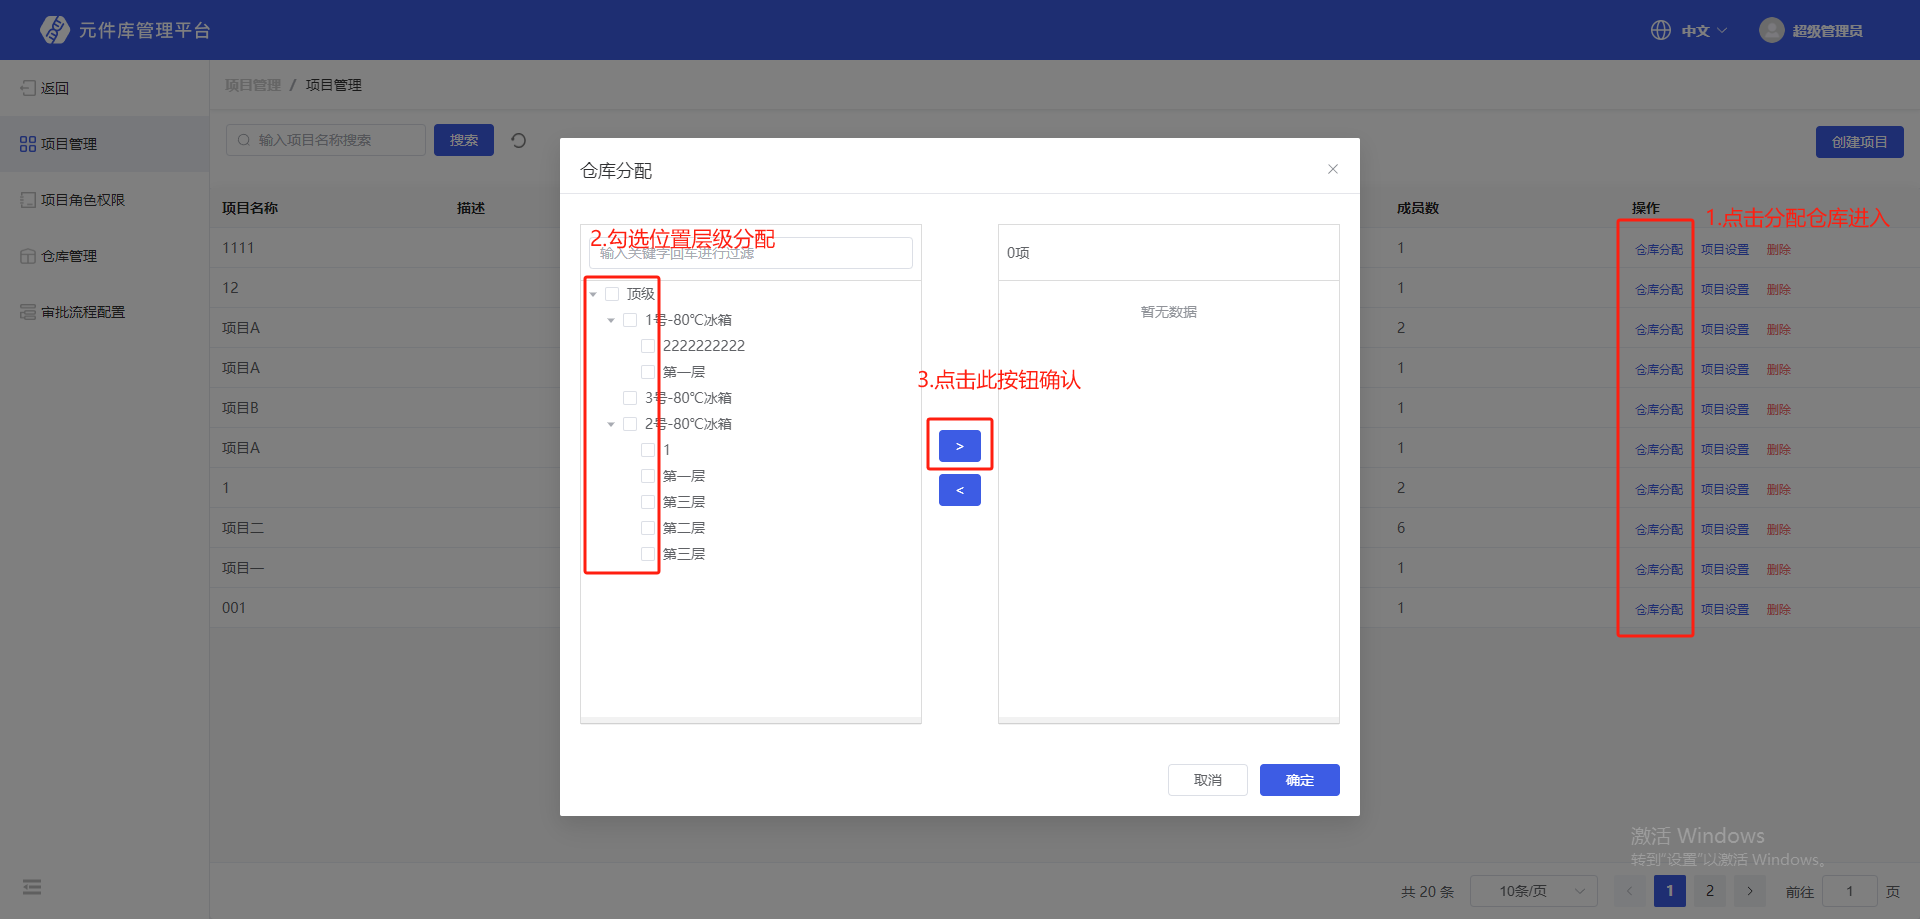 元件库管理平台
中文
超级管理员
返回
项目管理
项目角色权限
仓库管理
审批流程配置
项目管理 / 项目管理
输入项目名称搜索
搜索
创建项目
项目名称 描述 成员数 操作
1.点击分配仓库进入
1111 1 仓库分配 项目设置 删除
12 1 仓库分配 项目设置 删除
项目A 2 仓库分配 项目设置 删除
项目A 1 仓库分配 项目设置 删除
项目B 1 仓库分配 项目设置 删除
项目A 1 仓库分配 项目设置 删除
1 2 仓库分配 项目设置 删除
项目二 6 仓库分配 项目设置 删除
项目一 1 仓库分配 项目设置 删除
001 1 仓库分配 项目设置 删除
仓库分配
2.勾选位置层级分配
输入关键字回车进行过滤
顶级
1号-80℃冰箱
2222222222
第一层
3号-80℃冰箱
2号-80℃冰箱
1
第一层
第三层
第二层
第三层
3.点击此按钮确认
>
<
0项
暂无数据
取消
确定
激活 Windows
转到"设置"以激活 Windows。
共 20 条
10条/页
< 1 2 >
前往 1 页